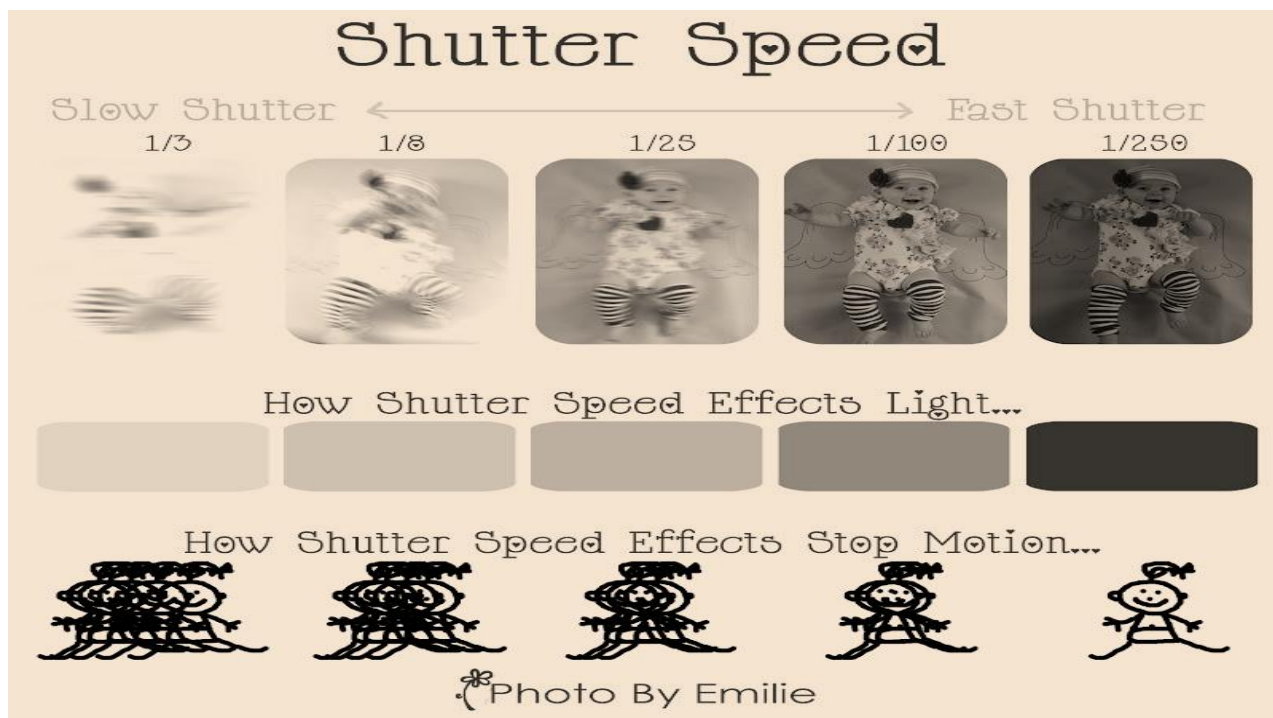 Shutter Speed
Slow Shutter Fast Shutter
1/3 1/8 1/25 1/100 1/250
How Shutter Speed Effects Light...
How Shutter Speed Effects Stop Motion...
Photo By Emilie